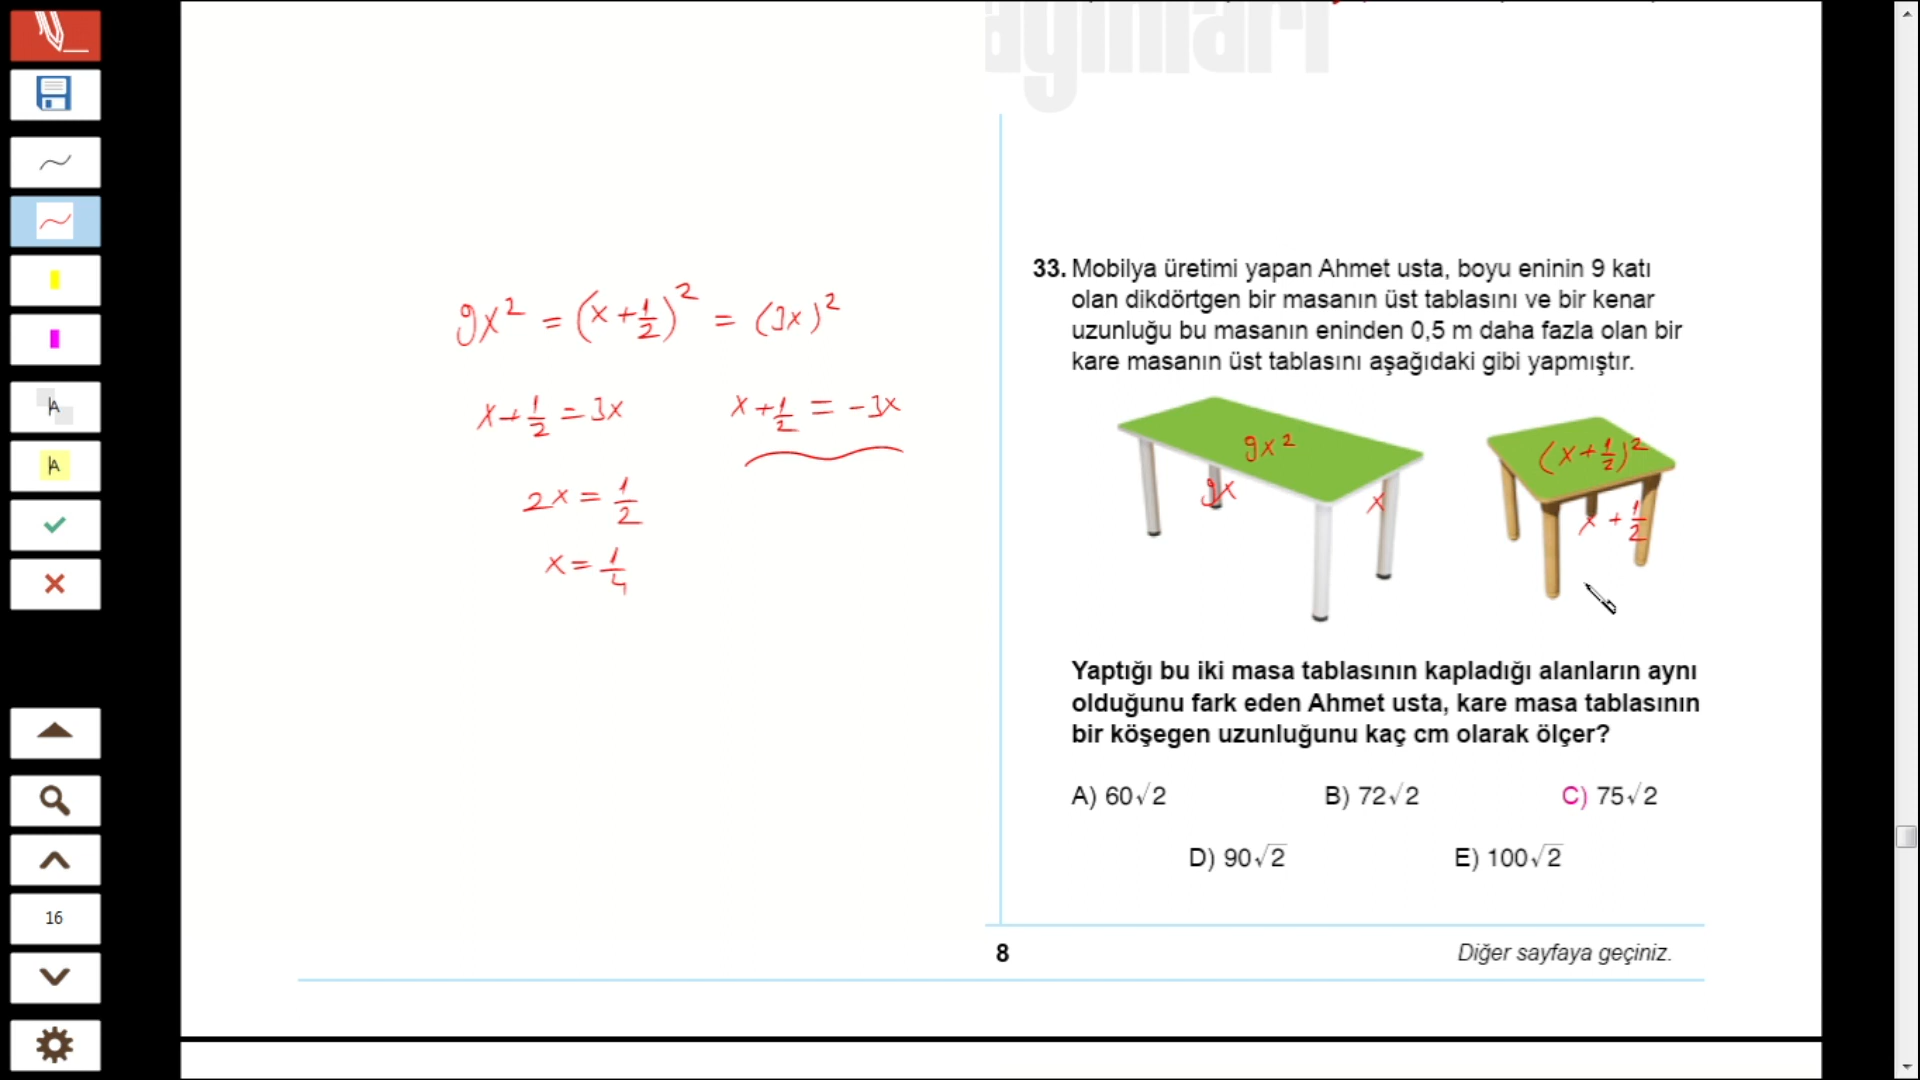 ayınları
9x² = (x+1/2)² = (3x)²
x+1/2 = 3x
x+1/2 = -3x
2x = 1/2
x = 1/4
33. Mobilya üretimi yapan Ahmet usta, boyu eninin 9 katı
olan dikdörtgen bir masanın üst tablasını ve bir kenar
uzunluğu bu masanın eninden 0,5 m daha fazla olan bir
kare masanın üst tablasını aşağıdaki gibi yapmıştır.
9x²
9x
x
(x+1/2)²
x+1/2
Yaptığı bu iki masa tablasının kapladığı alanların aynı
olduğunu fark eden Ahmet usta, kare masa tablasının
bir köşegen uzunluğunu kaç cm olarak ölçer?
A) 60√2 B) 72√2 C) 75√2
D) 90√2 E) 100√2
8
Diğer sayfaya geçiniz.
A
A
16